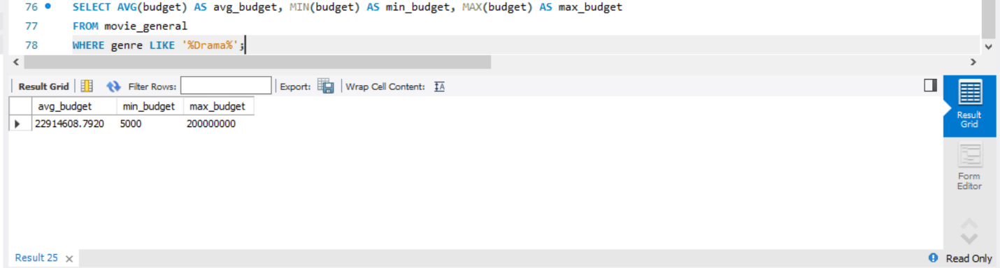 76 SELECT AVG(budget) AS avg_budget, MIN(budget) AS min_budget, MAX(budget) AS max_budget
77 FROM movie_general
78 WHERE genre LIKE '%Drama%';
Result Grid Filter Rows: Export: Wrap Cell Content:
avg_budget min_budget max_budget
22914608.7920 5000 200000000
Result
Grid
Form
Editor
Result 25 Read Only